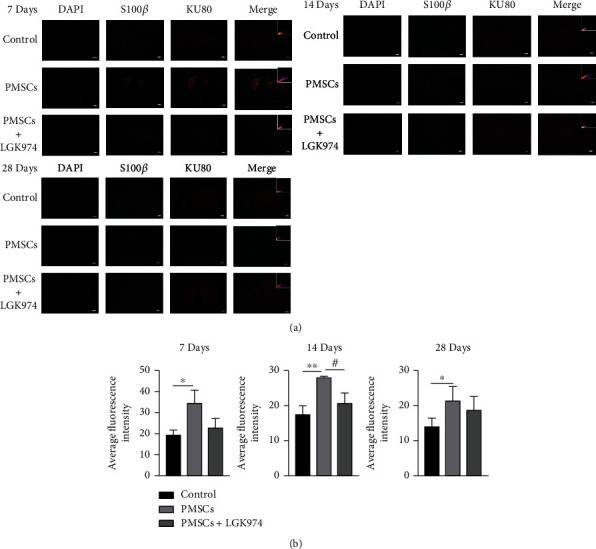 7 Days DAPI S100β KU80 Merge
Control
PMSCs
PMSCs
+
LGK974
14 Days DAPI S100β KU80 Merge
Control
PMSCs
PMSCs
+
LGK974
28 Days DAPI S100β KU80 Merge
Control
PMSCs
PMSCs
+
LGK974
(a)
7 Days
Average fluorescence
intensity
50
40
30
20
10
0
*
14 Days
Average fluorescence
intensity
30
20
10
0
** #
28 Days
Average fluorescence
intensity
30
20
10
0
*
Control
PMSCs
PMSCs + LGK974
(b)